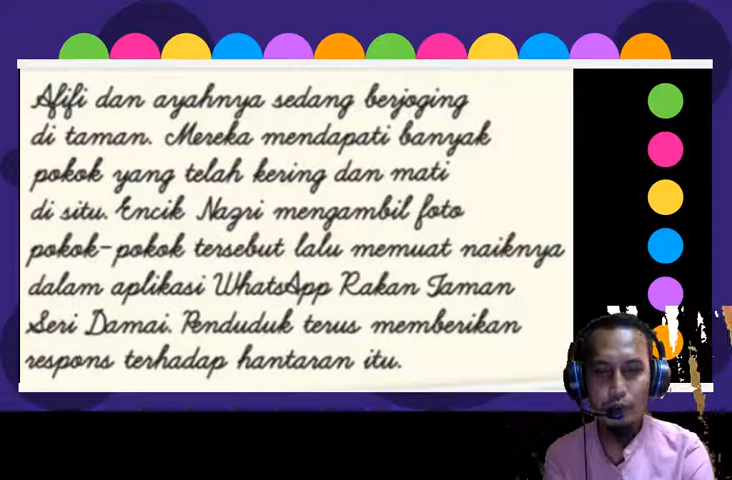 Afifi dan ayahnya sedang berjoging
di taman. Mereka mendapati banyak
pokok yang telah kering dan mati
di situ. Encik Nazri mengambil foto
pokok-pokok tersebut lalu memuat naiknya
dalam aplikasi WhatsApp Rakan Taman
Seri Damai. Penduduk terus memberikan
respons terhadap hantaran itu.